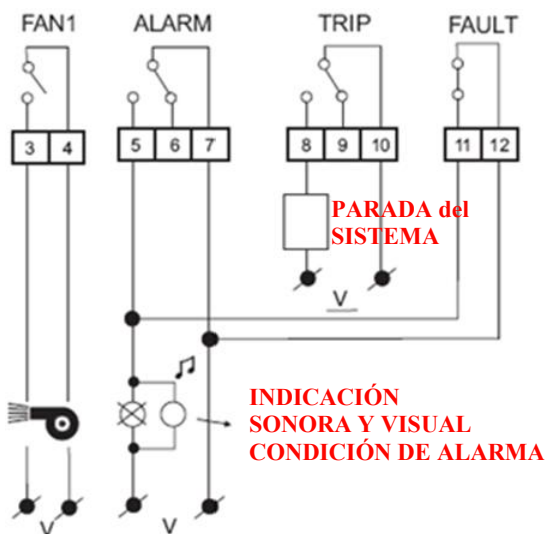 FAN1 ALARM TRIP FAULT
3 4 5 6 7 8 9 10 11 12
PARADA del
SISTEMA
V
INDICACIÓN
SONORA Y VISUAL
CONDICIÓN DE ALARMA
V V